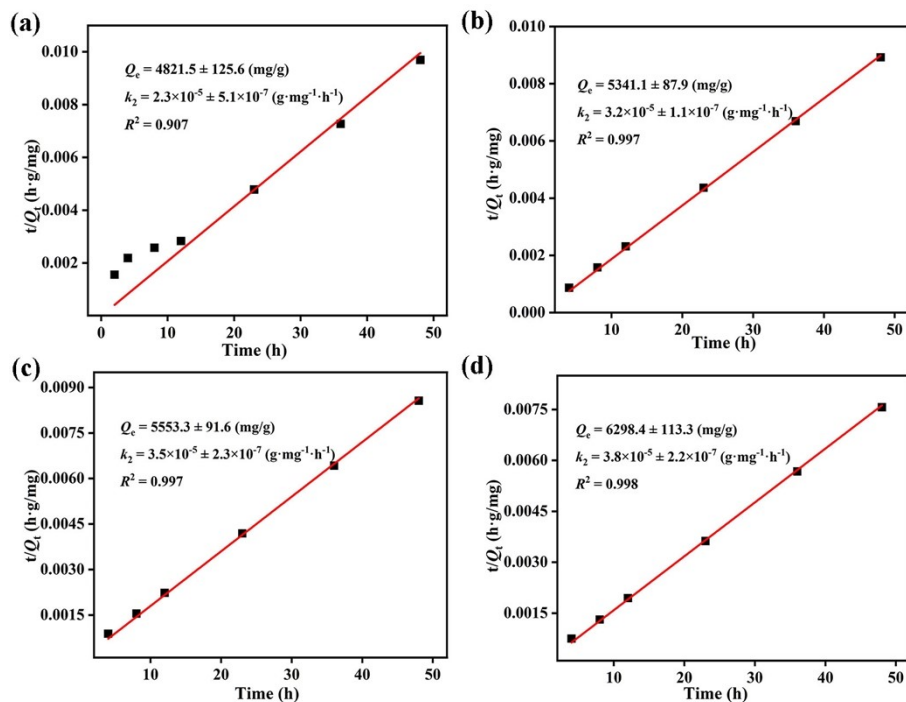 (a)
0.010
0.008
0.006
0.004
0.002
t/Qt (h·g/mg)
Qe = 4821.5 ± 125.6 (mg/g)
k2 = 2.3×10-5 ± 5.1×10-7 (g·mg-1·h-1)
R2 = 0.907
0 10 20 30 40 50
Time (h)
(b)
0.010
0.008
0.006
0.004
0.002
0.000
t/Qt (h·g/mg)
Qe = 5341.1 ± 87.9 (mg/g)
k2 = 3.2×10-5 ± 1.1×10-7 (g·mg-1·h-1)
R2 = 0.997
10 20 30 40 50
Time (h)
(c)
0.0090
0.0075
0.0060
0.0045
0.0030
0.0015
t/Qt (h·g/mg)
Qe = 5553.3 ± 91.6 (mg/g)
k2 = 3.5×10-5 ± 2.3×10-7 (g·mg-1·h-1)
R2 = 0.997
10 20 30 40 50
Time (h)
(d)
0.0075
0.0060
0.0045
0.0030
0.0015
t/Qt (h·g/mg)
Qe = 6298.4 ± 113.3 (mg/g)
k2 = 3.8×10-5 ± 2.2×10-7 (g·mg-1·h-1)
R2 = 0.998
10 20 30 40 50
Time (h)